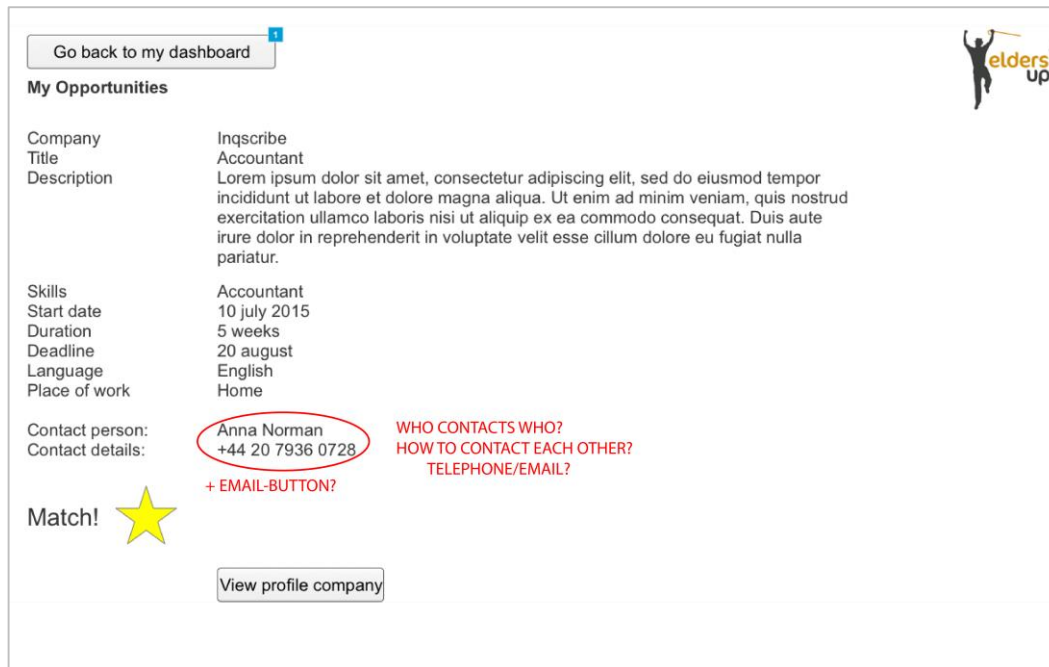 1
Go back to my dashboard
elders
up
My Opportunities
Company Inqscribe
Title Accountant
Description Lorem ipsum dolor sit amet, consectetur adipiscing elit, sed do eiusmod tempor
incididunt ut labore et dolore magna aliqua. Ut enim ad minim veniam, quis nostrud
exercitation ullamco laboris nisi ut aliquip ex ea commodo consequat. Duis aute
irure dolor in reprehenderit in voluptate velit esse cillum dolore eu fugiat nulla
pariatur.
Skills Accountant
Start date 10 july 2015
Duration 5 weeks
Deadline 20 august
Language English
Place of work Home
Contact person: Anna Norman WHO CONTACTS WHO?
Contact details: +44 20 7936 0728 HOW TO CONTACT EACH OTHER?
TELEPHONE/EMAIL?
+ EMAIL-BUTTON?
Match!
View profile company